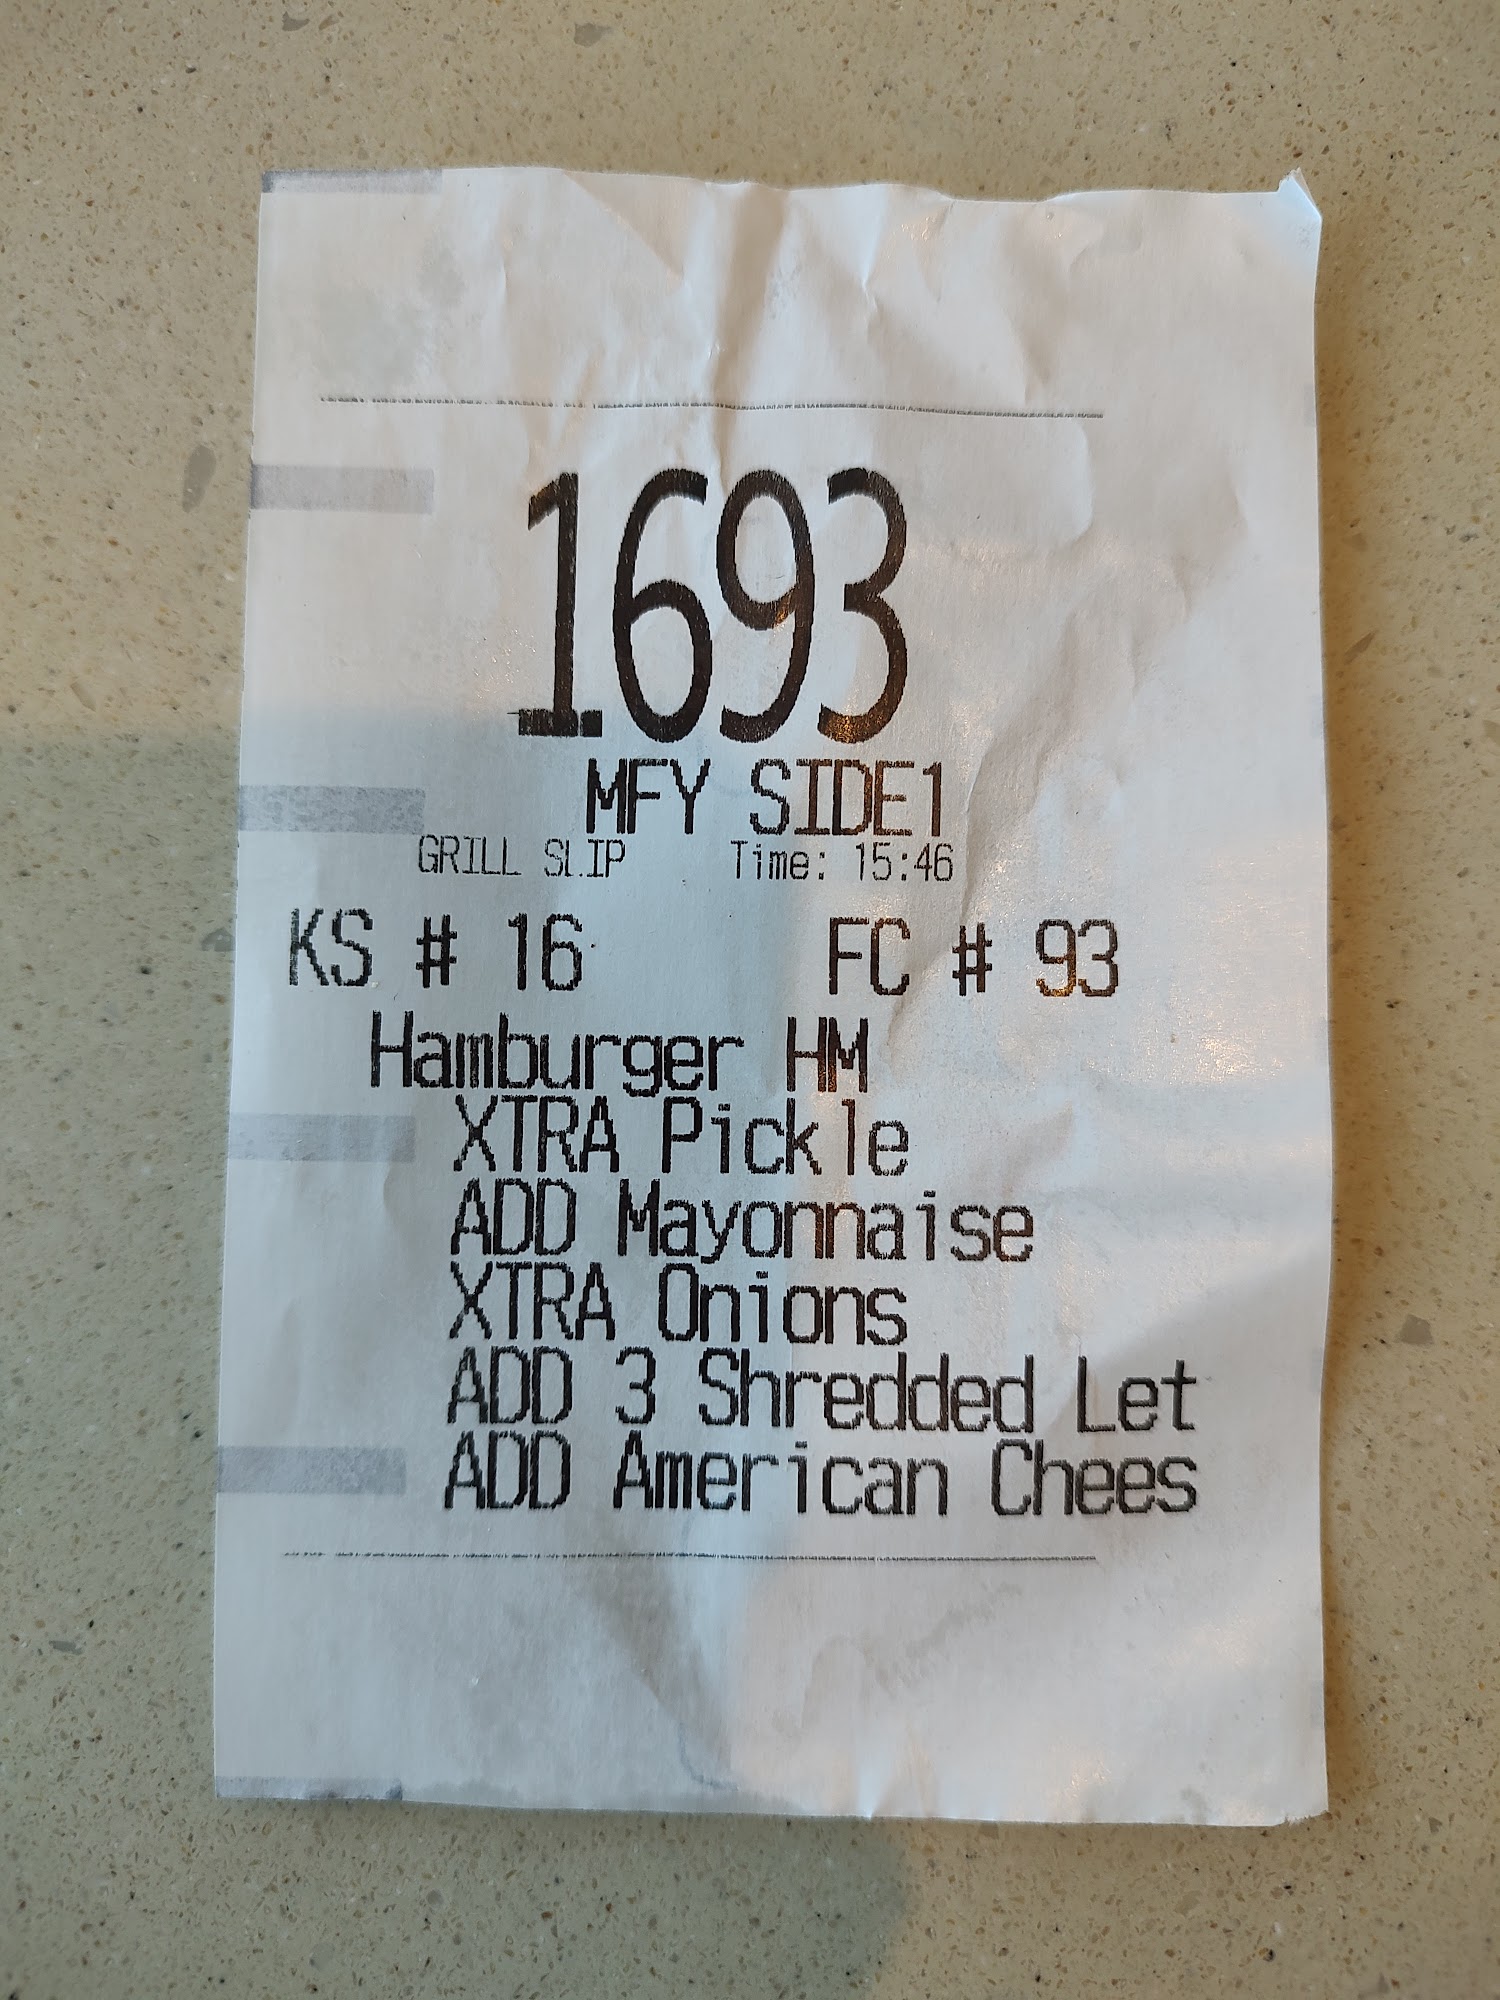 1693
MFY SIDE1
GRILL SLIP Time: 15:46
KS # 16 FC # 93
Hamburger HM
XTRA Pickle
ADD Mayonnaise
XTRA Onions
ADD 3 Shredded Let
ADD American Chees